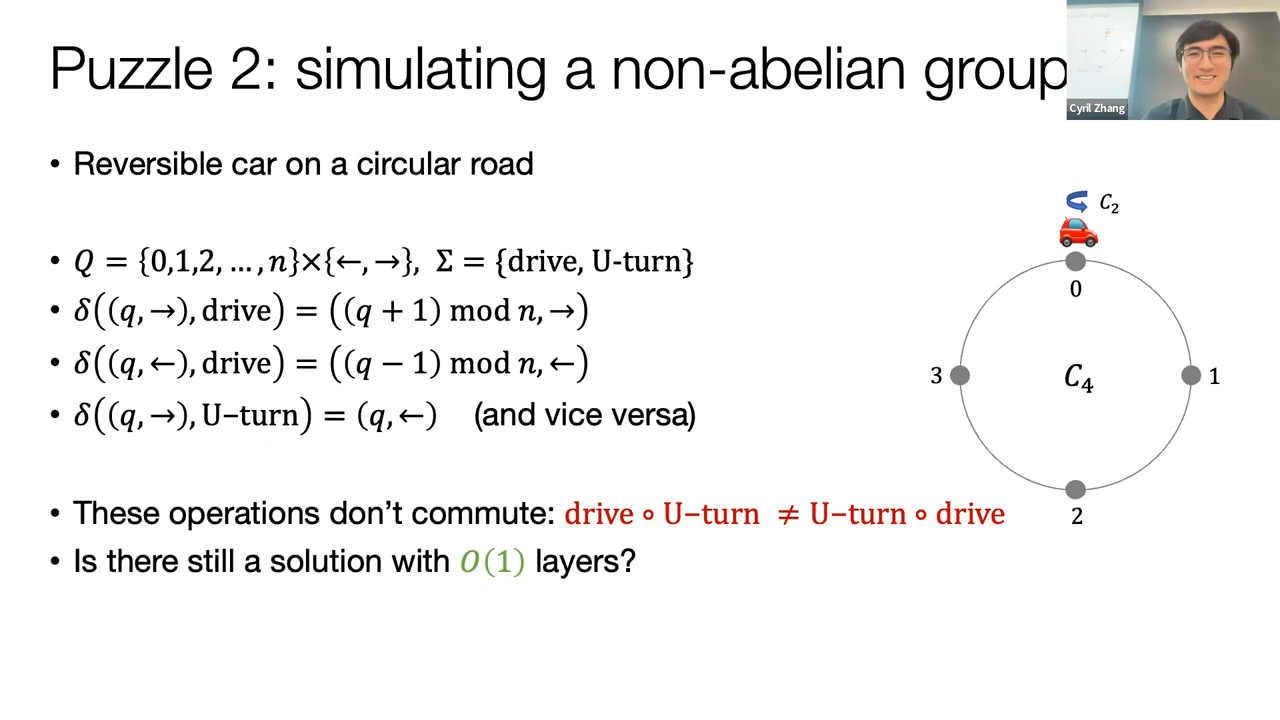 Puzzle 2: simulating a non-abelian group
Cyril Zhang
• Reversible car on a circular road
• Q = {0,1,2, …, n}×{←,→}, Σ = {drive, U-turn}
• δ((q,→), drive) = ((q + 1) mod n,→)
• δ((q,←), drive) = ((q − 1) mod n,←)
• δ((q,→), U−turn) = (q,←) (and vice versa)
• These operations don’t commute: drive ∘ U−turn ≠ U−turn ∘ drive
• Is there still a solution with O(1) layers?
C₂
0
3
C₄
1
2